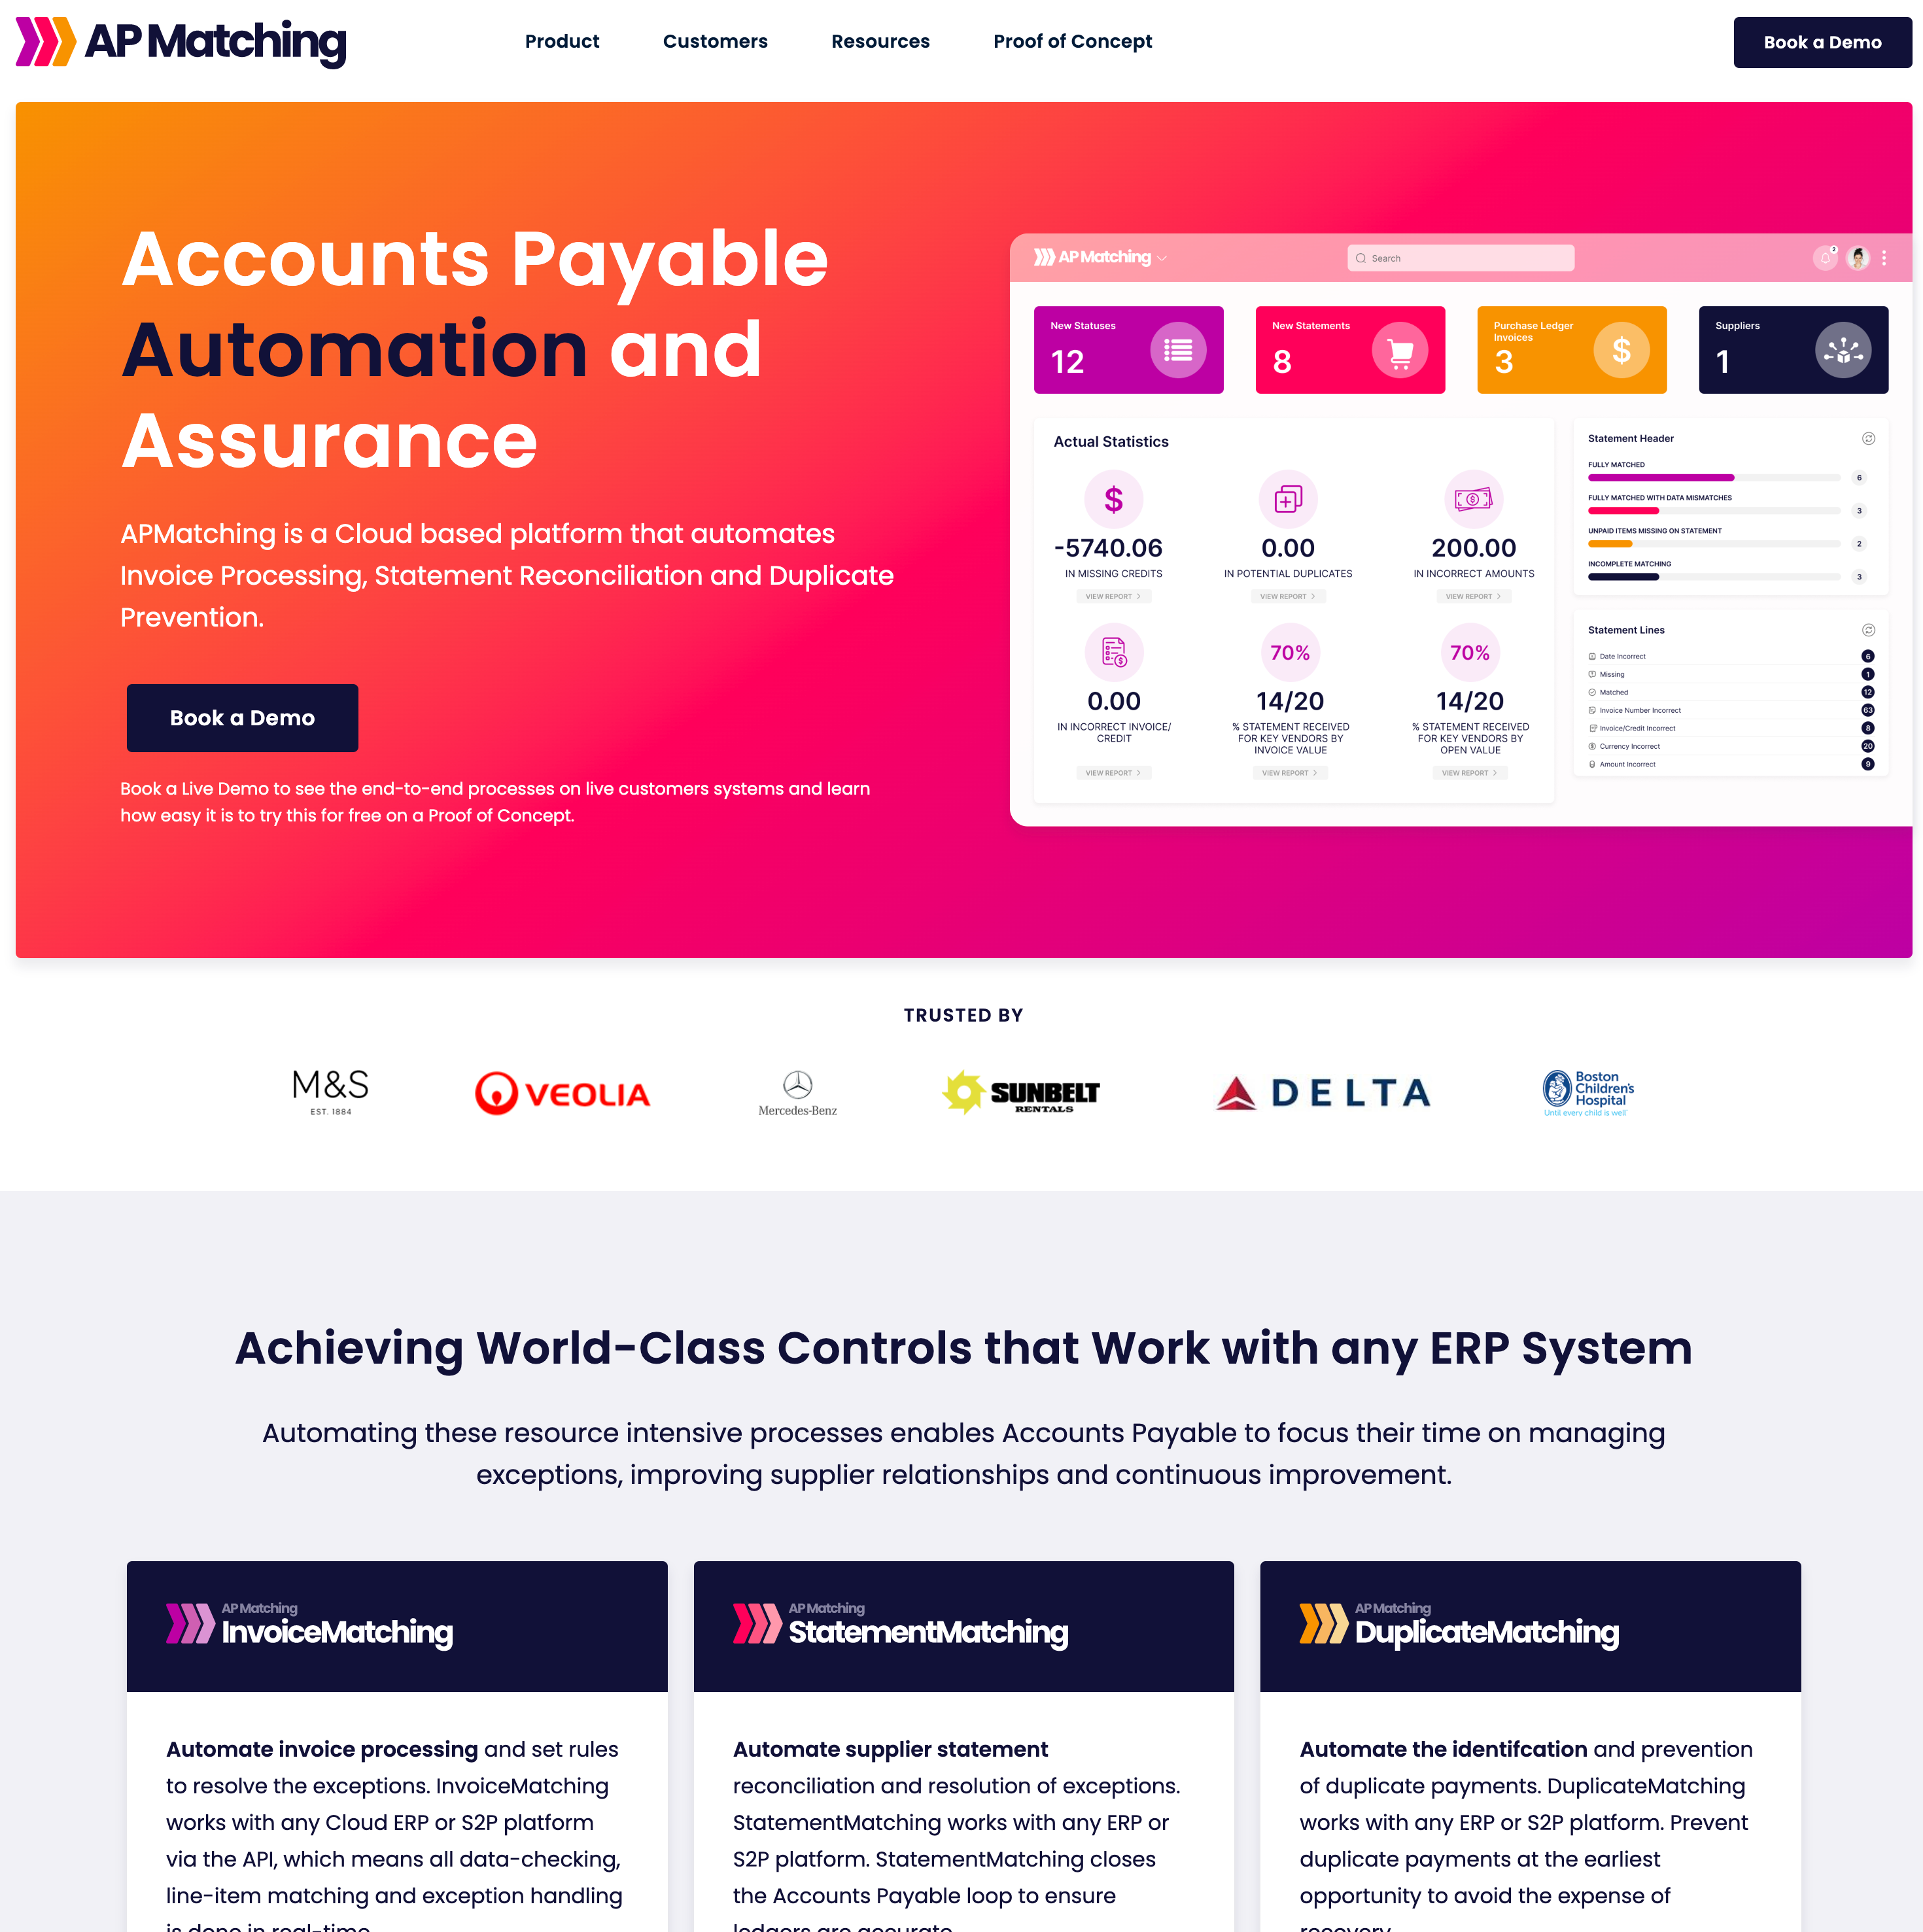 AP Matching
Product
Customers
Resources
Proof of Concept
Book a Demo
Accounts Payable
Automation and
Assurance
APMatching is a Cloud based platform that automates
Invoice Processing, Statement Reconciliation and Duplicate
Prevention.
Book a Demo
Book a Live Demo to see the end-to-end processes on live customers systems and learn
how easy it is to try this for free on a Proof of Concept.
AP Matching
Search
2
New Statuses
12
New Statements
8
Purchase Ledger
Invoices
3
$
Suppliers
1
Actual Statistics
$
-5740.06
IN MISSING CREDITS
VIEW REPORT
0.00
IN POTENTIAL DUPLICATES
VIEW REPORT
200.00
IN INCORRECT AMOUNTS
VIEW REPORT
0.00
IN INCORRECT INVOICE/
CREDIT
VIEW REPORT
70%
14/20
% STATEMENT RECEIVED
FOR KEY VENDORS BY
INVOICE VALUE
VIEW REPORT
70%
14/20
% STATEMENT RECEIVED
FOR KEY VENDORS BY
OPEN VALUE
VIEW REPORT
Statement Header
FULLY MATCHED
6
FULLY MATCHED WITH DATA MISMATCHES
3
UNPAID ITEMS MISSING ON STATEMENT
2
INCOMPLETE MATCHING
3
Statement Lines
Date Incorrect 6
Missing 1
Matched 12
Invoice Number Incorrect 63
Invoice/Credit Incorrect 8
Currency Incorrect 20
Amount Incorrect 9
TRUSTED BY
M&S
EST. 1884
VEOLIA
Mercedes-Benz
SUNBELT
RENTALS
DELTA
Boston
Children's
Hospital
Until every child is well
Achieving World-Class Controls that Work with any ERP System
Automating these resource intensive processes enables Accounts Payable to focus their time on managing
exceptions, improving supplier relationships and continuous improvement.
AP Matching
InvoiceMatching
Automate invoice processing and set rules
to resolve the exceptions. InvoiceMatching
works with any Cloud ERP or S2P platform
via the API, which means all data-checking,
line-item matching and exception handling
is done in real-time
AP Matching
StatementMatching
Automate supplier statement
reconciliation and resolution of exceptions.
StatementMatching works with any ERP or
S2P platform. StatementMatching closes
the Accounts Payable loop to ensure
ledgers are accurate
AP Matching
DuplicateMatching
Automate the identifcation and prevention
of duplicate payments. DuplicateMatching
works with any ERP or S2P platform. Prevent
duplicate payments at the earliest
opportunity to avoid the expense of
recovery